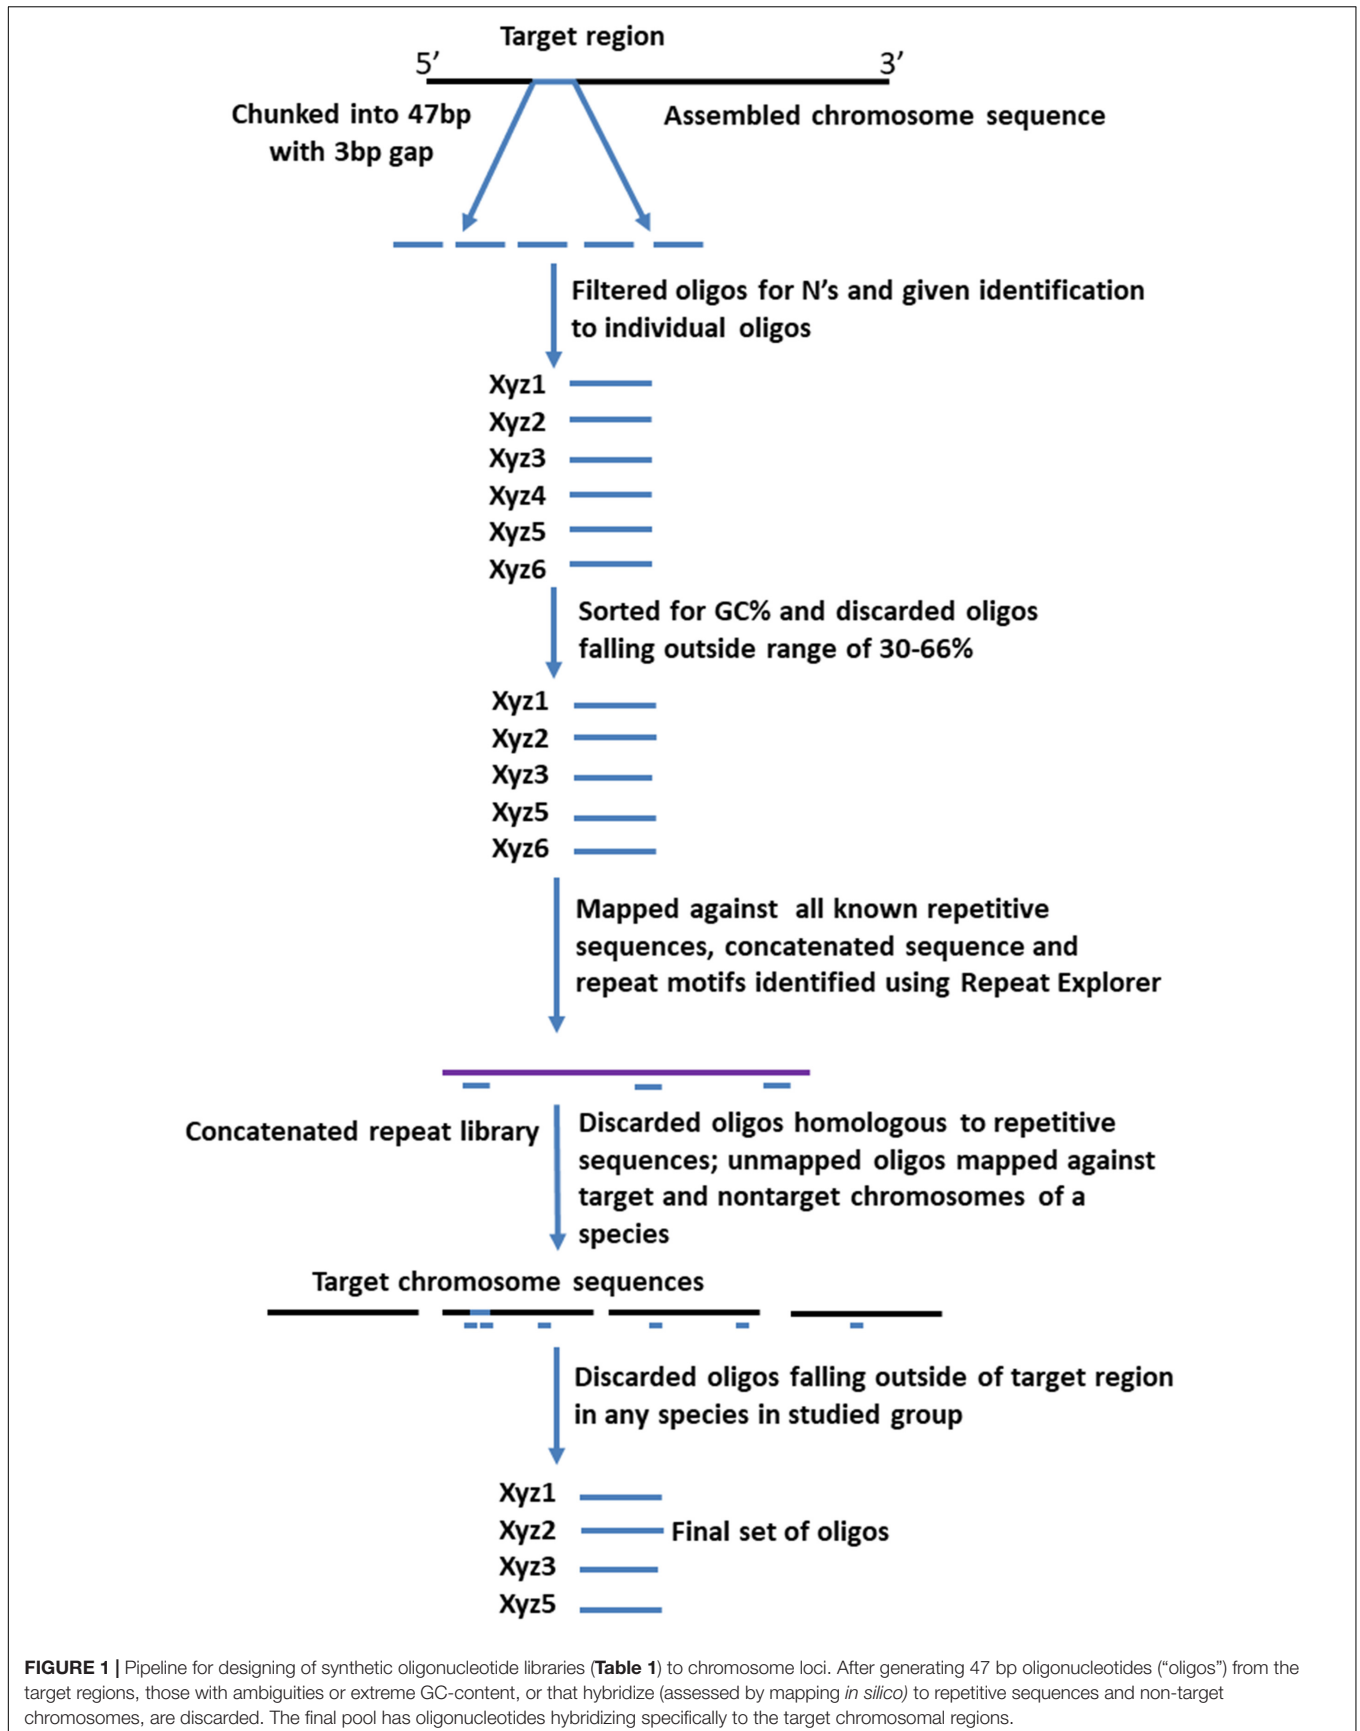 Target region
5’
3’
Chunked into 47bp
with 3bp gap
Assembled chromosome sequence
Filtered oligos for N’s and given identification
to individual oligos
Xyz1
Xyz2
Xyz3
Xyz4
Xyz5
Xyz6
Sorted for GC% and discarded oligos
falling outside range of 30-66%
Xyz1
Xyz2
Xyz3
Xyz5
Xyz6
Mapped against all known repetitive
sequences, concatenated sequence and
repeat motifs identified using Repeat Explorer
Concatenated repeat library
Discarded oligos homologous to repetitive
sequences; unmapped oligos mapped against
target and nontarget chromosomes of a
species
Target chromosome sequences
Discarded oligos falling outside of target region
in any species in studied group
Xyz1
Xyz2
Final set of oligos
Xyz3
Xyz5
FIGURE 1 | Pipeline for designing of synthetic oligonucleotide libraries (Table 1) to chromosome loci. After generating 47 bp oligonucleotides (“oligos”) from the
target regions, those with ambiguities or extreme GC-content, or that hybridize (assessed by mapping in silico) to repetitive sequences and non-target
chromosomes, are discarded. The final pool has oligonucleotides hybridizing specifically to the target chromosomal regions.